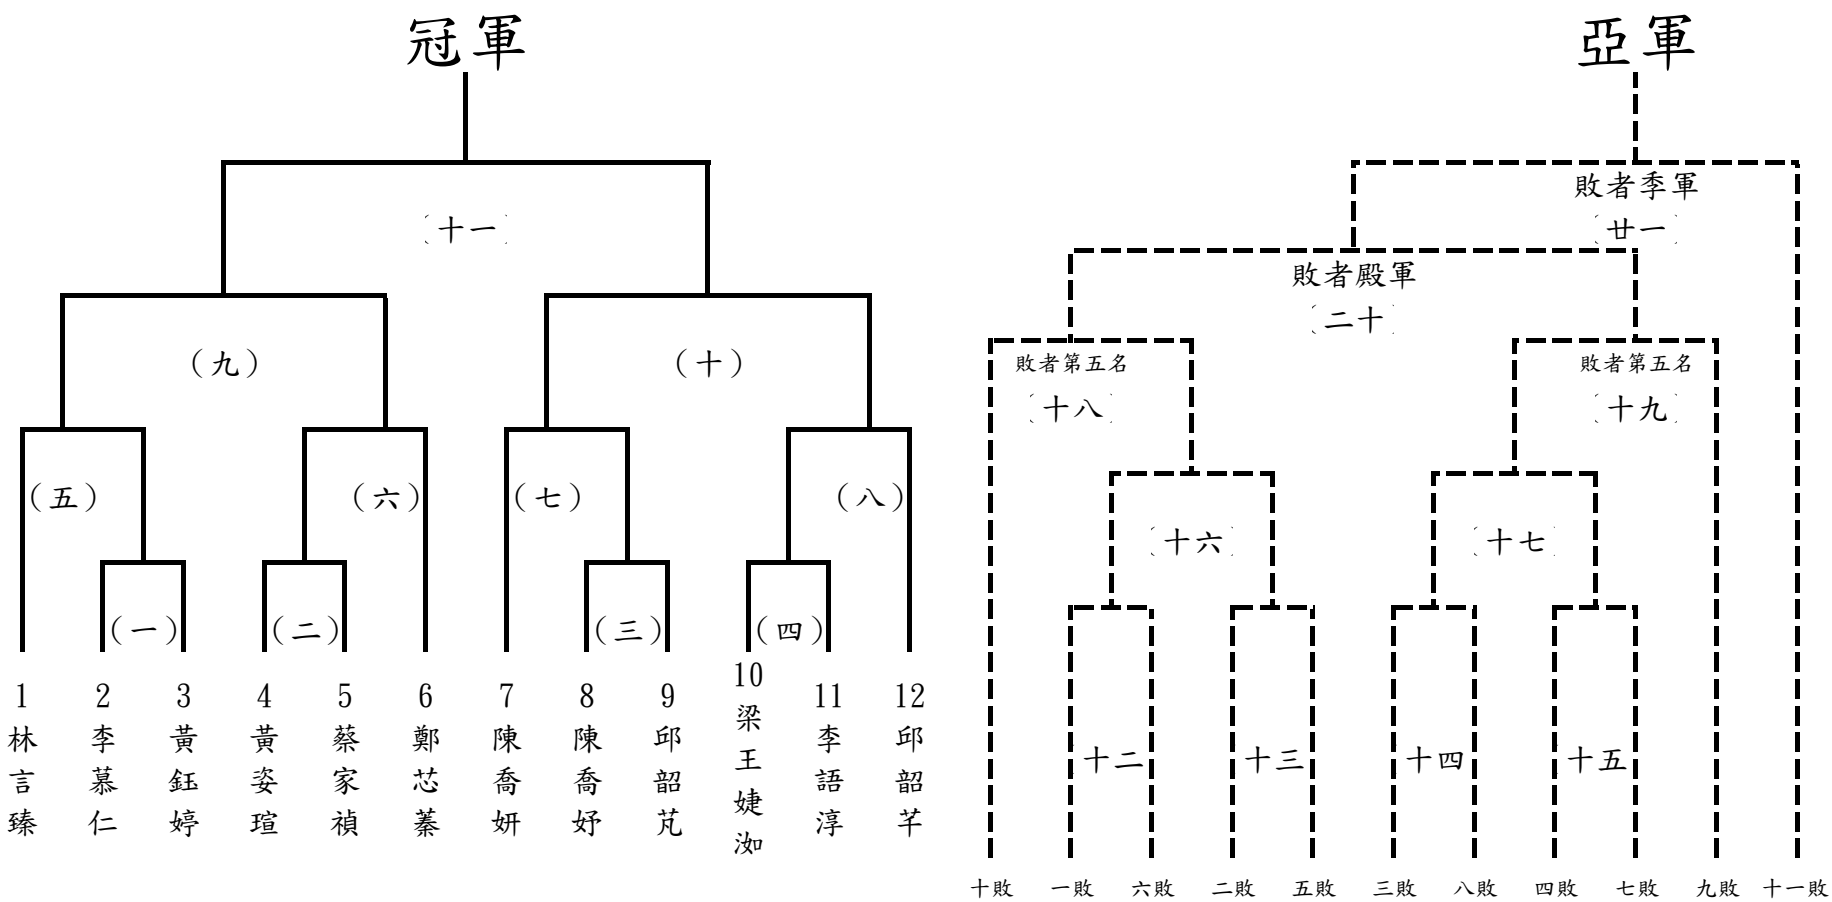 冠軍
亞軍
敗者季軍
〔十一〕
〔廿一〕
敗者殿軍
〔二十〕
(九)
(十)
敗者第五名
敗者第五名
〔十八〕
〔十九〕
(五)
(六)
(七)
(八)
〔十六〕
〔十七〕
(一)
(二)
(三)
(四)
十二
十三
十四
十五
1 林言臻
2 李慕仁
3 黃鈺婷
4 黃姿瑄
5 蔡家禎
6 鄭芯蓁
7 陳喬妍
8 陳喬妤
9 邱韶芃
10 梁王婕洳
11 李語淳
12 邱韶芊
十敗
一敗
六敗
二敗
五敗
三敗
八敗
四敗
七敗
九敗
十一敗